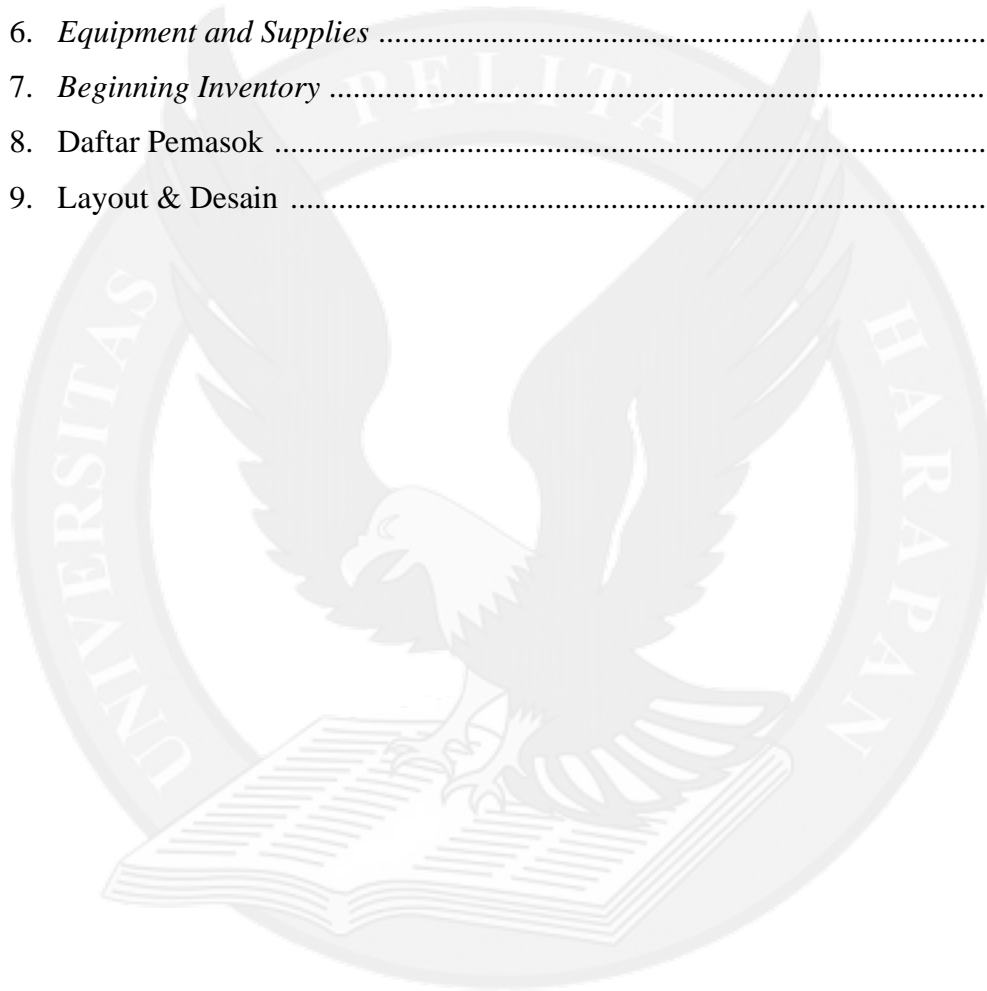 6. Equipment and Supplies ................................................................................
7. Beginning Inventory ......................................................................................
8. Daftar Pemasok .............................................................................................
9. Layout & Desain ...........................................................................................
UNIVERSITAS PELITA HARAPAN